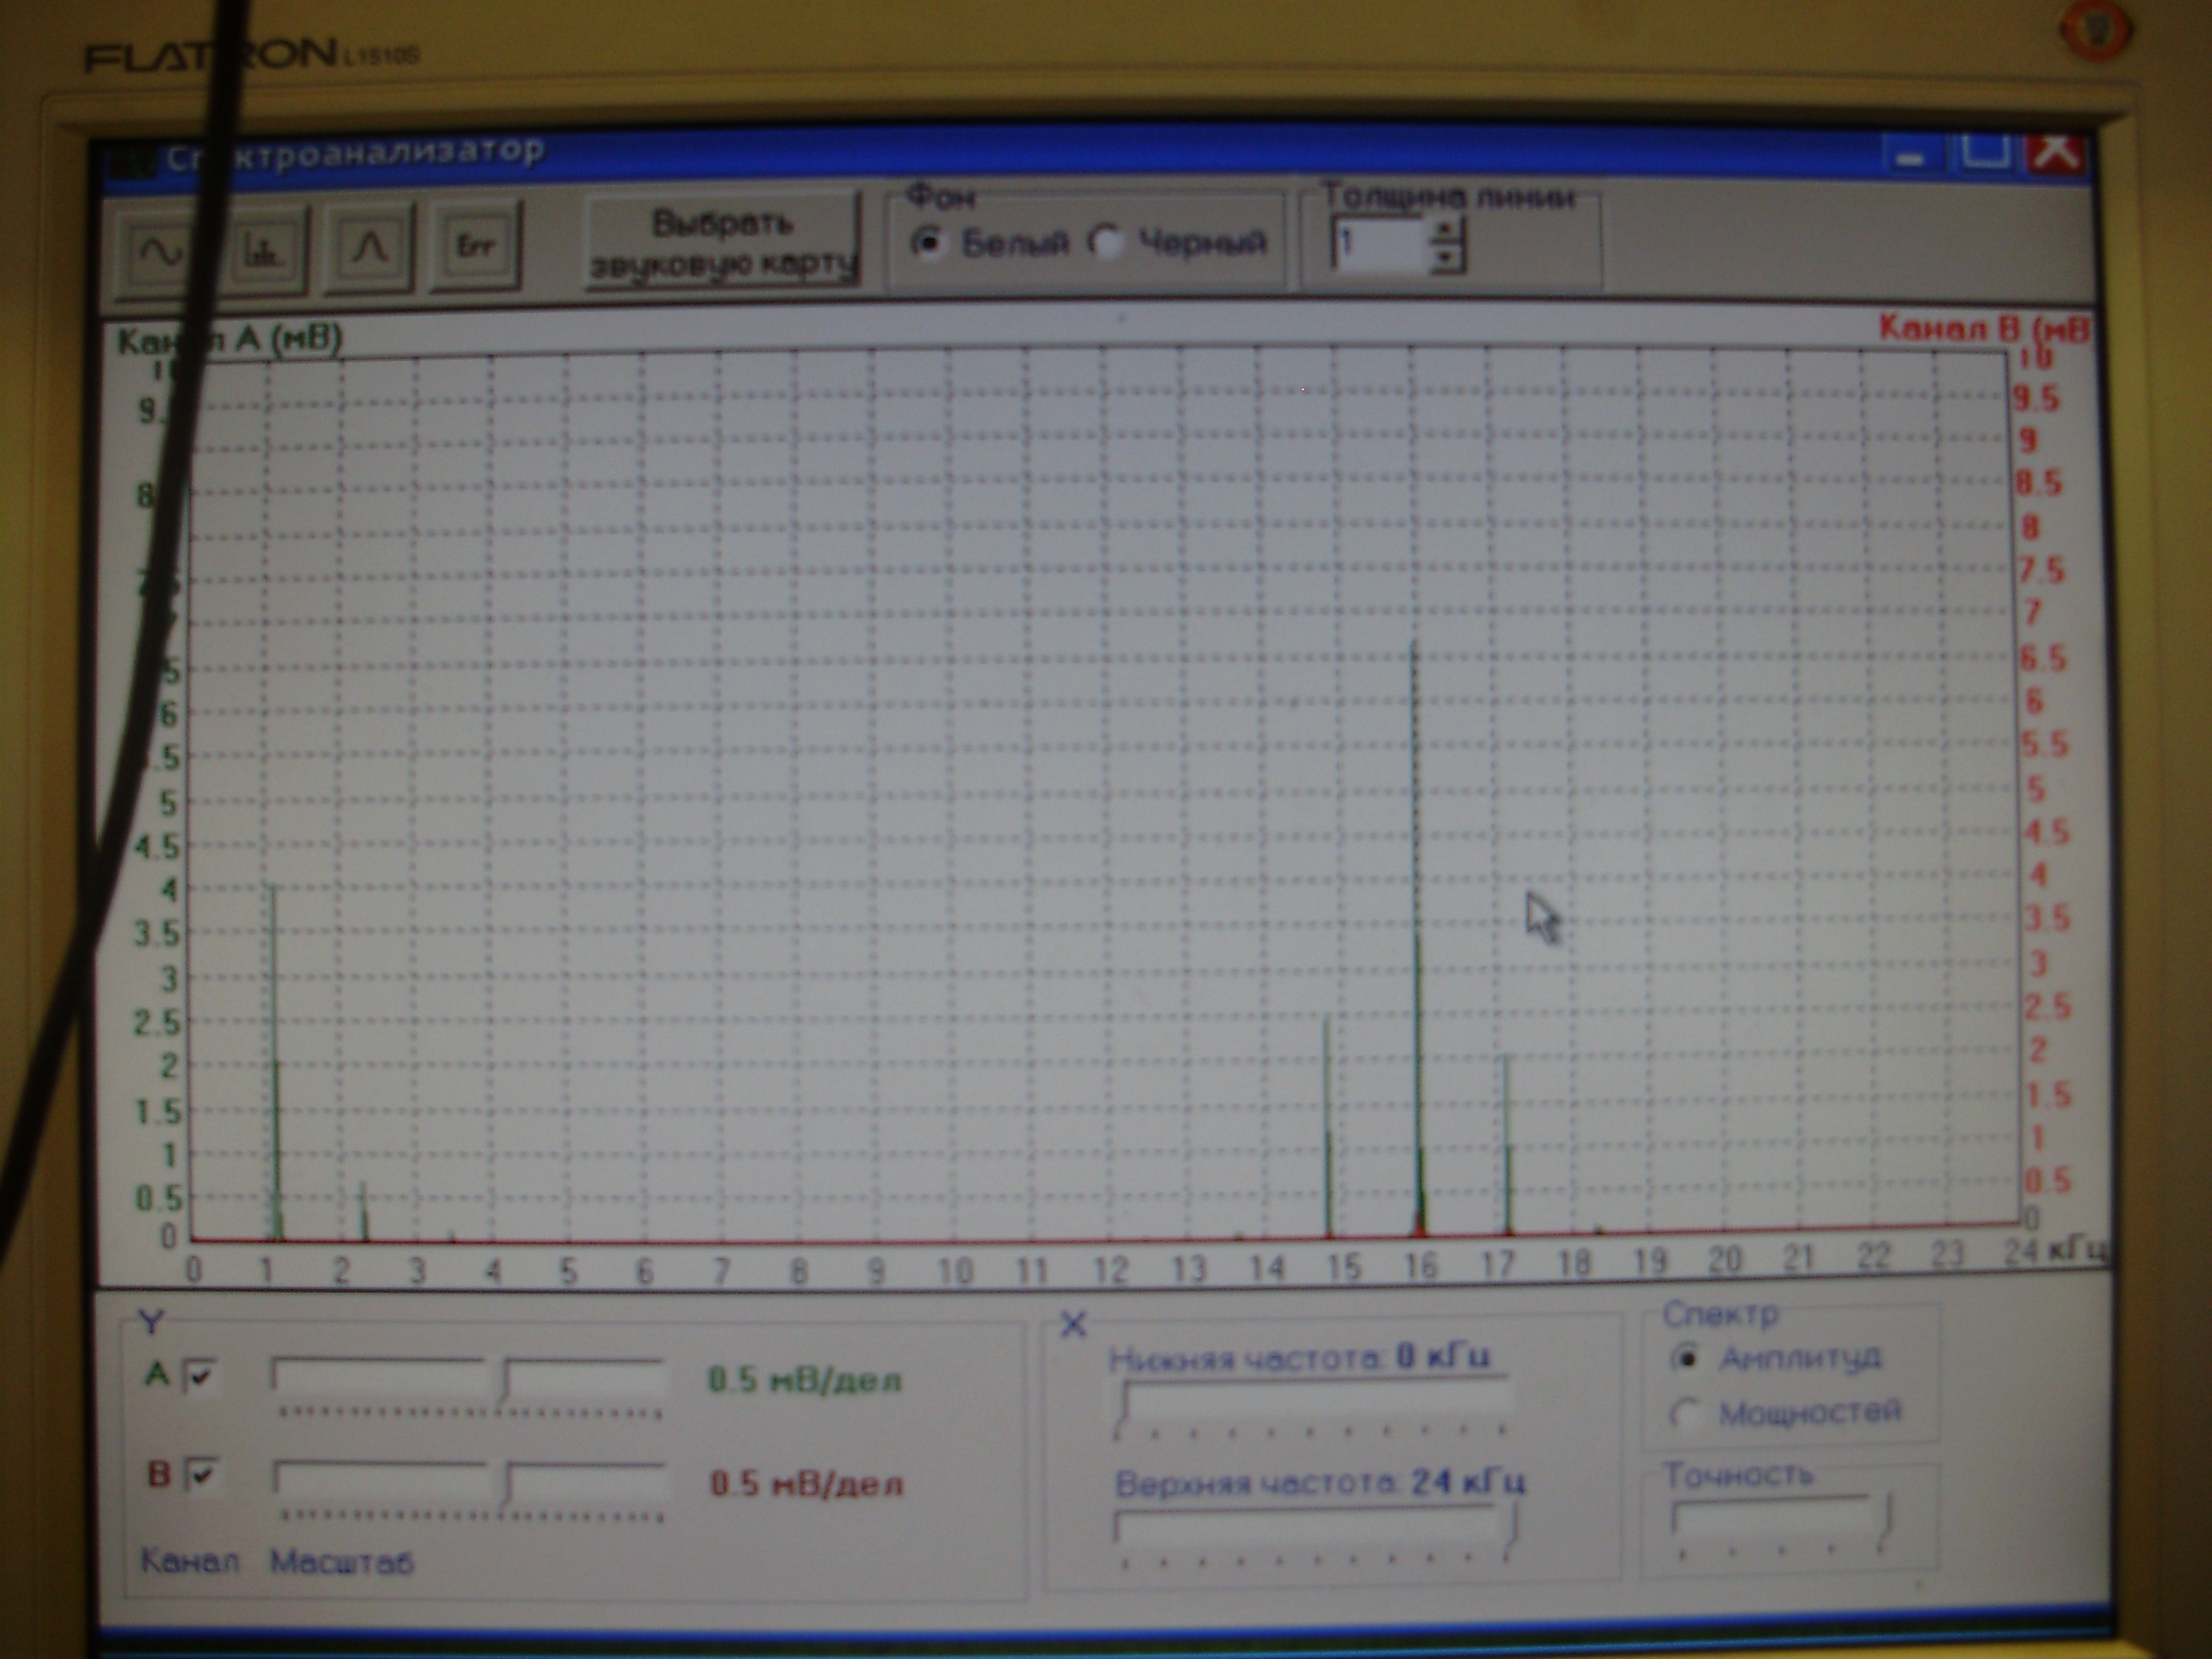 FLATRON L1510S
Спектроанализатор
Err
Выбрать
звуковую карту
Фон
Белый
Черный
Толщина линии
1
Канал А (мВ)
Канал В (мВ
10
9.5
9
8.5
8
7.5
7
6.5
6
5.5
5
4.5
4
3.5
3
2.5
2
1.5
1
0.5
0
6
5
4.5
4
3.5
3
2.5
2
1.5
1
0.5
0
0 1 2 3 4 5 6 7 8 9 10 11 12 13 14 15 16 17 18 19 20 21 22 23 24 кГц
Y
А
0.5 мВ/дел
В
0.5 мВ/дел
Канал Масштаб
X
Нижняя частота: 0 кГц
Верхняя частота: 24 кГц
Спектр
Амплитуд
Мощностей
Точность